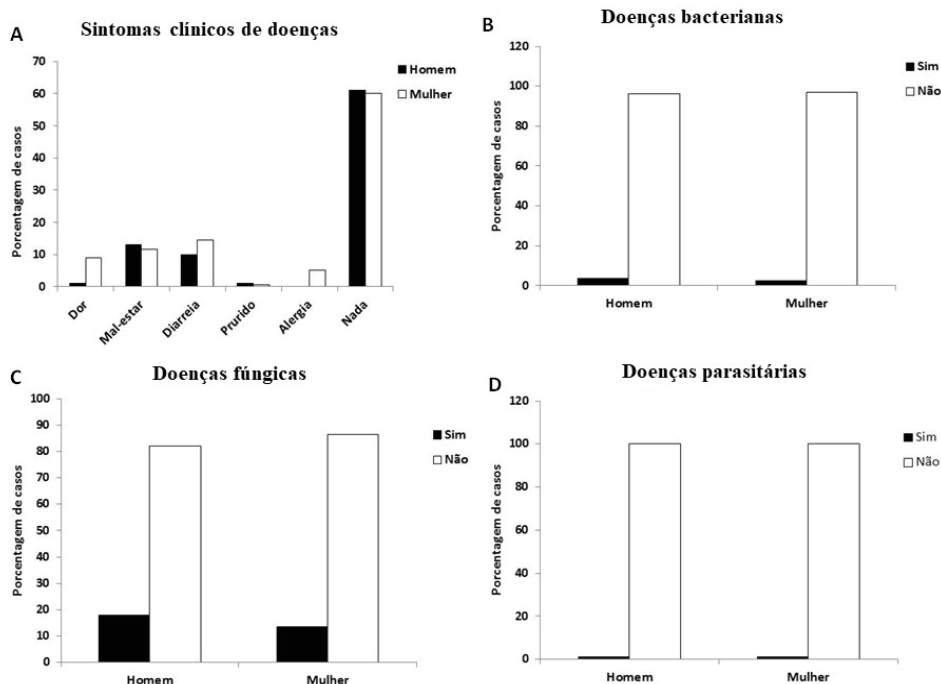 A
Sintomas clínicos de doenças
Porcentagem de casos
70
60
50
40
30
20
10
0
Dor
Mal-estar
Diarreia
Prurido
Alergia
Nada
Homem
Mulher
B
Doenças bacterianas
Porcentagem de casos
120
100
80
60
40
20
0
Homem
Mulher
Sim
Não
C
Doenças fúngicas
Porcentagem de casos
100
90
80
70
60
50
40
30
20
10
0
Homem
Mulher
Sim
Não
D
Doenças parasitárias
Porcentagem de casos
120
100
80
60
40
20
0
Homem
Mulher
Sim
Não